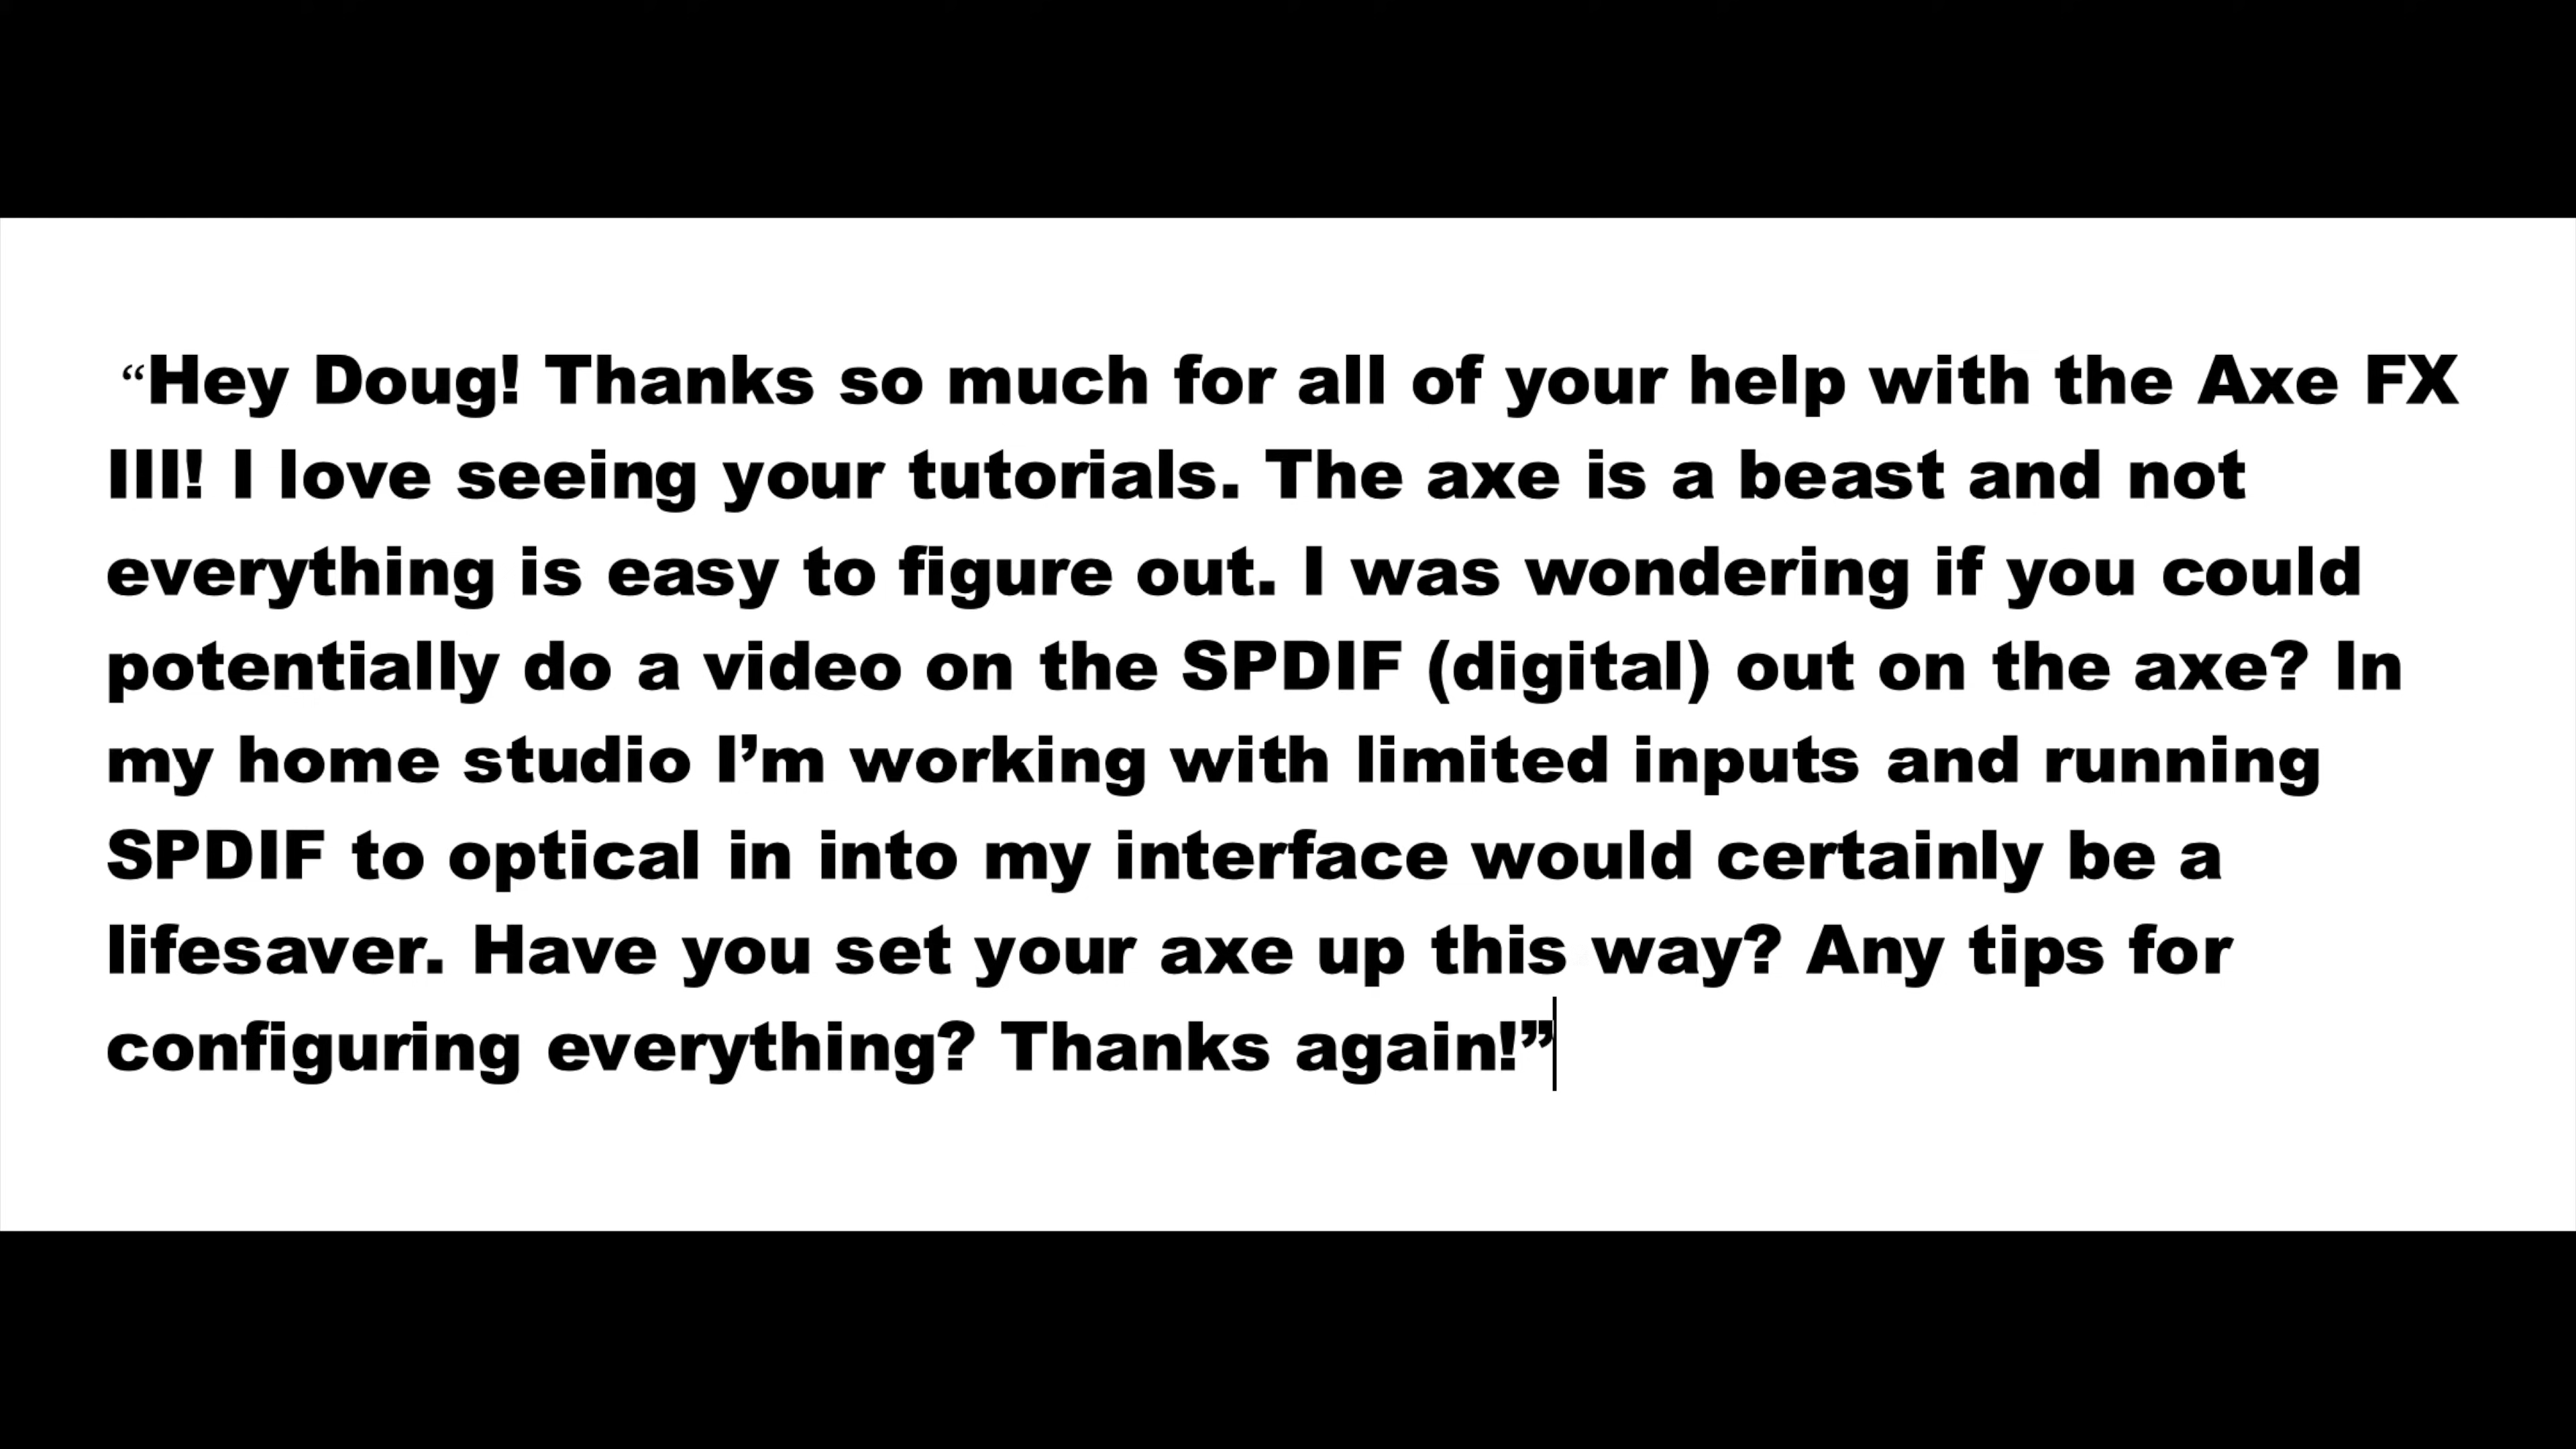 “Hey Doug! Thanks so much for all of your help with the Axe FX
III! I love seeing your tutorials. The axe is a beast and not
everything is easy to figure out. I was wondering if you could
potentially do a video on the SPDIF (digital) out on the axe? In
my home studio I’m working with limited inputs and running
SPDIF to optical in into my interface would certainly be a
lifesaver. Have you set your axe up this way? Any tips for
configuring everything? Thanks again!”